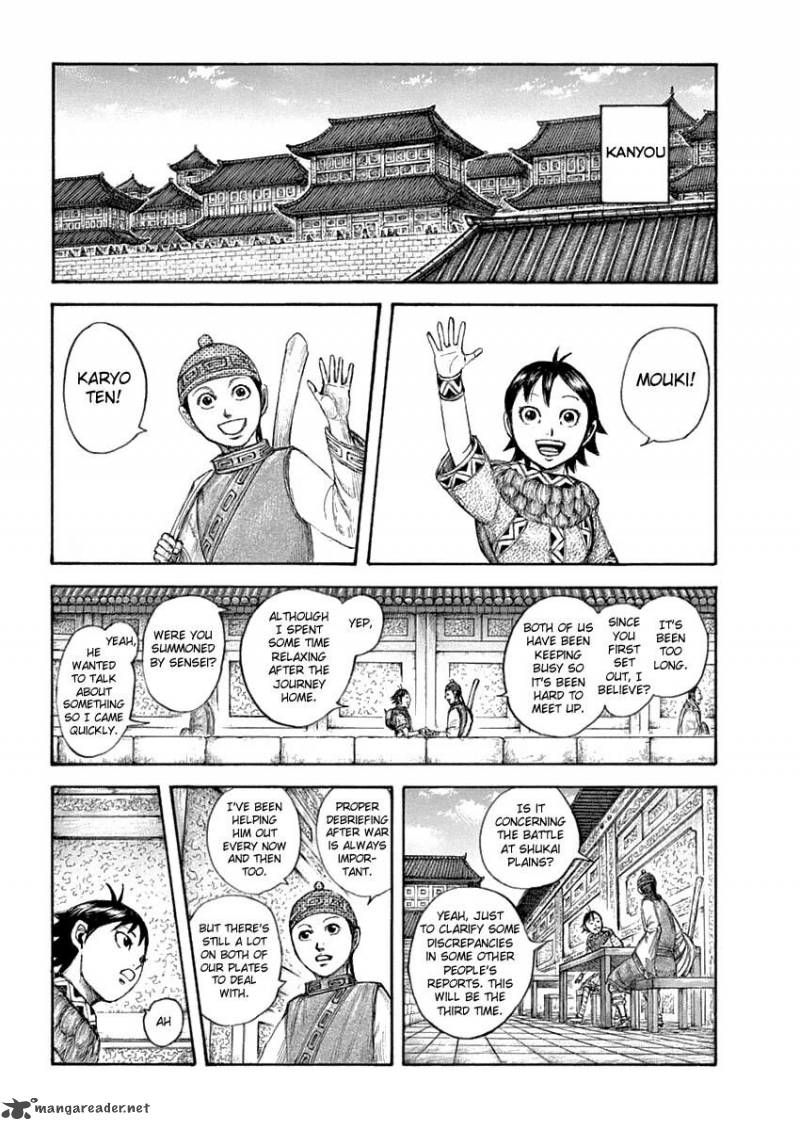 KANYOU
MOUKI!
KARYO
TEN!
IT'S
BEEN
TOO
LONG.
SINCE
YOU
FIRST
SET
OUT, I
BELIEVE?
BOTH OF US
HAVE BEEN
KEEPING
BUSY SO
IT'S BEEN
HARD TO
MEET UP.
YEP,
ALTHOUGH
I SPENT
SOME TIME
RELAXING
AFTER THE
JOURNEY
HOME.
WERE YOU
SUMMONED
BY SENSEI?
YEAH,
HE
WANTED
TO TALK
ABOUT
SOMETHING
SO I CAME
QUICKLY.
IS IT
CONCERNING
THE BATTLE
AT SHUKAI
PLAINS?
YEAH, JUST
TO CLARIFY SOME
DISCREPANCIES
IN SOME
OTHER
PEOPLE'S
REPORTS. THIS
WILL BE THE
THIRD TIME.
PROPER
DEBRIEFING
AFTER WAR
IS ALWAYS
IMPOR-
TANT.
I'VE BEEN
HELPING
HIM OUT
EVERY NOW
AND THEN
TOO.
BUT THERE'S
STILL A LOT
ON BOTH OF
OUR PLATES
TO DEAL
WITH.
AH
mangareader.net